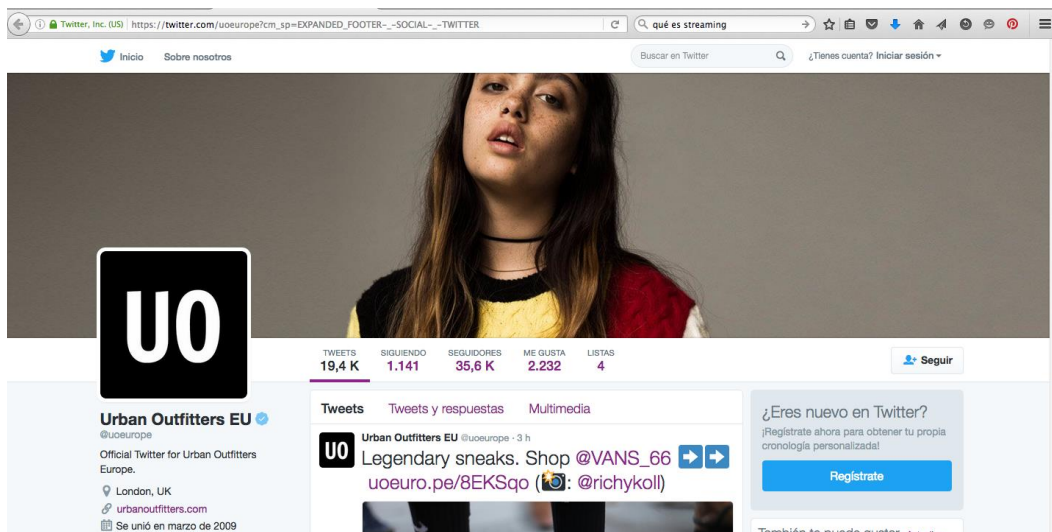 Twitter, Inc. (US) https://twitter.com/uoeurope?cm_sp=EXPANDED_FOOTER-_-SOCIAL-_-TWITTER qué es streaming
Inicio Sobre nosotros Buscar en Twitter ¿Tienes cuenta? Iniciar sesión
UO
TWEETS SIGUIENDO SEGUIDORES ME GUSTA LISTAS
19,4 K 1.141 35,6 K 2.232 4
Seguir
Urban Outfitters EU
@uoeurope
Official Twitter for Urban Outfitters
Europe.
London, UK
urbanoutfitters.com
Se unió en marzo de 2009
Tweets Tweets y respuestas Multimedia
UO
Urban Outfitters EU @uoeurope · 3 h
Legendary sneaks. Shop @VANS_66 ➡➡
uoeuro.pe/8EKSqo (📸: @richykoll)
¿Eres nuevo en Twitter?
¡Regístrate ahora para obtener tu propia
cronología personalizada!
Regístrate
También te puede gustar